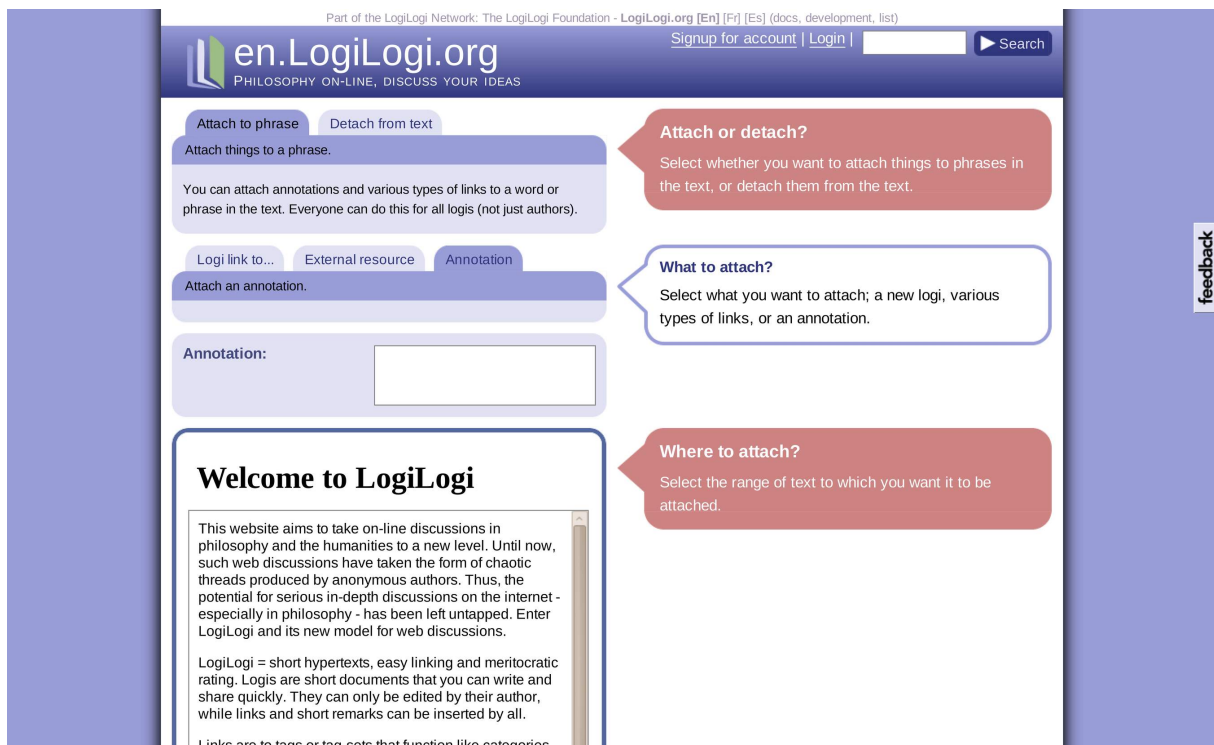 Part of the LogiLogi Network: The LogiLogi Foundation - LogiLogi.org [En] [Fr] [Es] (docs, development, list)
en.LogiLogi.org
Philosophy on-line, discuss your ideas
Signup for account | Login |
Search
Attach to phrase
Detach from text
Attach things to a phrase.
You can attach annotations and various types of links to a word or
phrase in the text. Everyone can do this for all logis (not just authors).
Attach or detach?
Select whether you want to attach things to phrases in
the text, or detach them from the text.
feedback
Logi link to...
External resource
Annotation
Attach an annotation.
What to attach?
Select what you want to attach; a new logi, various
types of links, or an annotation.
Annotation:
Where to attach?
Select the range of text to which you want it to be
attached.
Welcome to LogiLogi
This website aims to take on-line discussions in
philosophy and the humanities to a new level. Until now,
such web discussions have taken the form of chaotic
threads produced by anonymous authors. Thus, the
potential for serious in-depth discussions on the internet -
especially in philosophy - has been left untapped. Enter
LogiLogi and its new model for web discussions.
LogiLogi = short hypertexts, easy linking and meritocratic
rating. Logis are short documents that you can write and
share quickly. They can only be edited by their author,
while links and short remarks can be inserted by all.
Links are to tags or tag-sets that function like categories